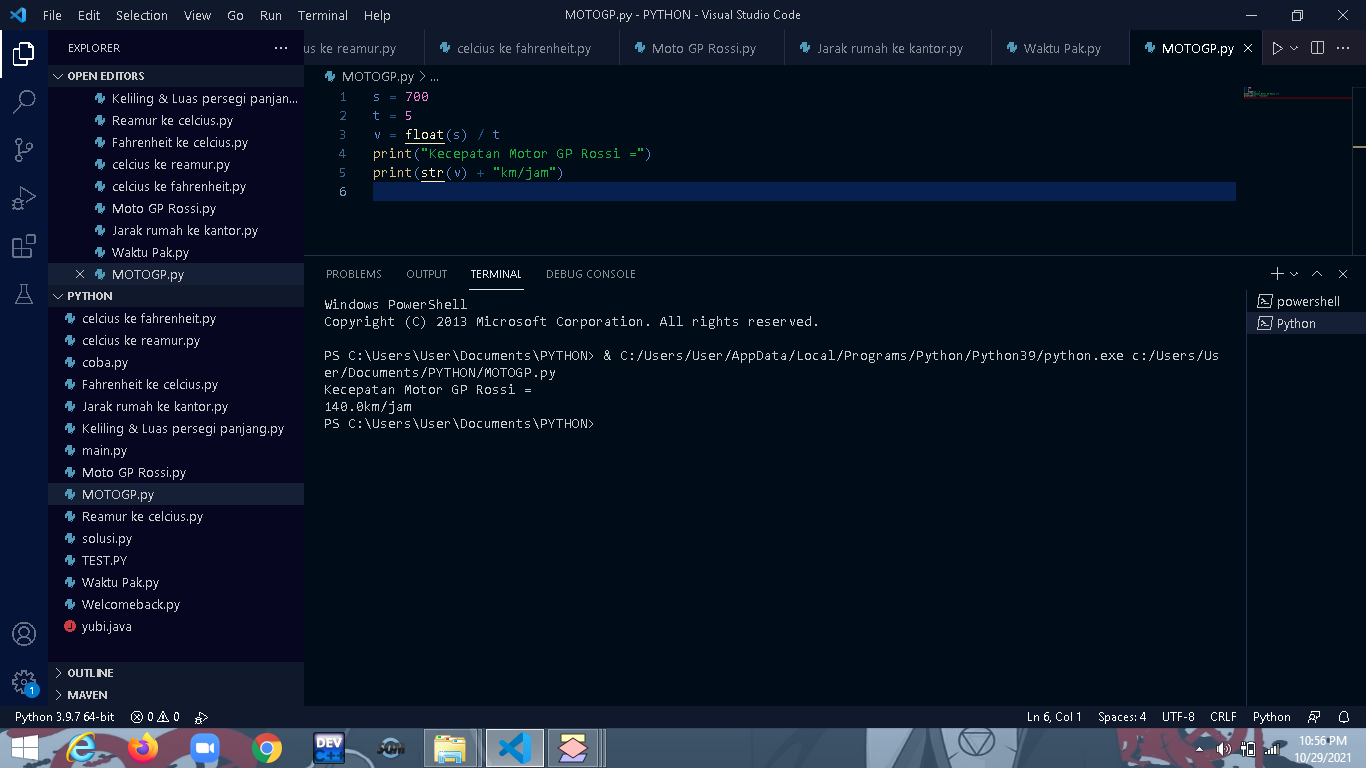 File Edit Selection View Go Run Terminal Help MOTOGP.py - PYTHON - Visual Studio Code
EXPLORER
us ke reamur.py celcius ke fahrenheit.py Moto GP Rossi.py Jarak rumah ke kantor.py Waktu Pak.py MOTOGP.py
OPEN EDITORS
Keliling & Luas persegi panjan...
Reamur ke celcius.py
Fahrenheit ke celcius.py
celcius ke reamur.py
celcius ke fahrenheit.py
Moto GP Rossi.py
Jarak rumah ke kantor.py
Waktu Pak.py
MOTOGP.py
PYTHON
celcius ke fahrenheit.py
celcius ke reamur.py
coba.py
Fahrenheit ke celcius.py
Jarak rumah ke kantor.py
Keliling & Luas persegi panjang.py
main.py
Moto GP Rossi.py
MOTOGP.py
Reamur ke celcius.py
solusi.py
TEST.PY
Waktu Pak.py
Welcomeback.py
yubi.java
OUTLINE
MAVEN
MOTOGP.py > ...
1 s = 700
2 t = 5
3 v = float(s) / t
4 print("Kecepatan Motor GP Rossi =")
5 print(str(v) + "km/jam")
6
PROBLEMS OUTPUT TERMINAL DEBUG CONSOLE
powershell
Python
Windows PowerShell
Copyright (C) 2013 Microsoft Corporation. All rights reserved.
PS C:\Users\User\Documents\PYTHON> & C:/Users/User/AppData/Local/Programs/Python/Python39/python.exe c:/Users/Us
er/Documents/PYTHON/MOTOGP.py
Kecepatan Motor GP Rossi =
140.0km/jam
PS C:\Users\User\Documents\PYTHON>
1
Python 3.9.7 64-bit 0 0 Ln 6, Col 1 Spaces: 4 UTF-8 CRLF Python
DEV
C++
10:56 PM
10/29/2021